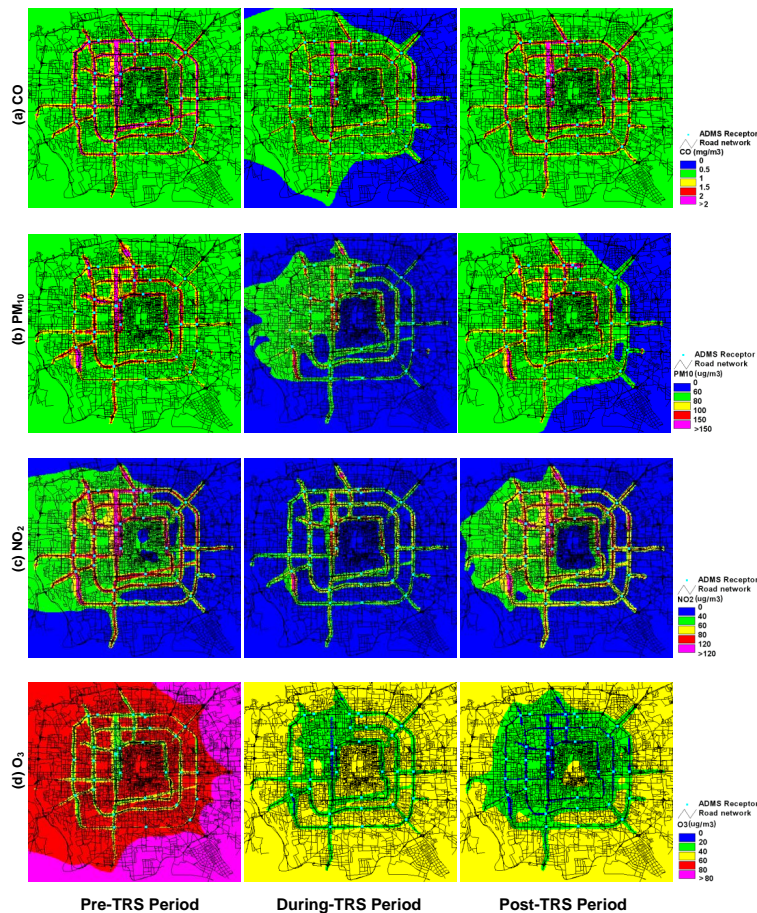 (a) CO
ADMS Receptor
Road network
CO (mg/m3)
0
0.5
1
1.5
2
>2
(b) PM₁₀
ADMS Receptor
Road network
PM10 (ug/m3)
0
60
80
100
150
>150
(c) NO₂
ADMS Receptor
Road network
NO2 (ug/m3)
0
40
60
80
120
>120
(d) O₃
ADMS Receptor
Road network
O3 (ug/m3)
0
20
40
60
80
>80
Pre-TRS Period During-TRS Period Post-TRS Period